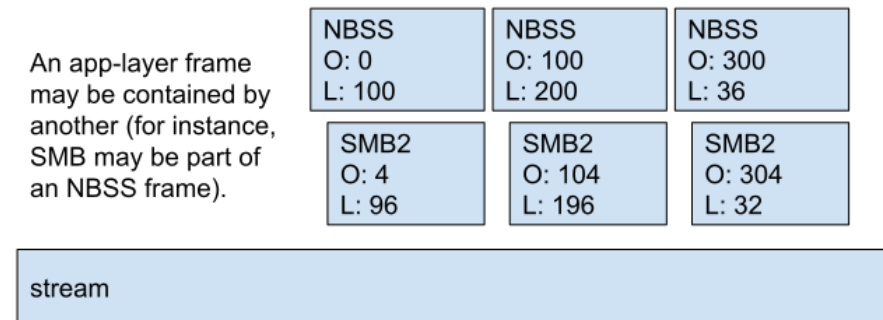 An app-layer frame
may be contained by
another (for instance,
SMB may be part of
an NBSS frame).
NBSS
O: 0
L: 100
NBSS
O: 100
L: 200
NBSS
O: 300
L: 36
SMB2
O: 4
L: 96
SMB2
O: 104
L: 196
SMB2
O: 304
L: 32
stream